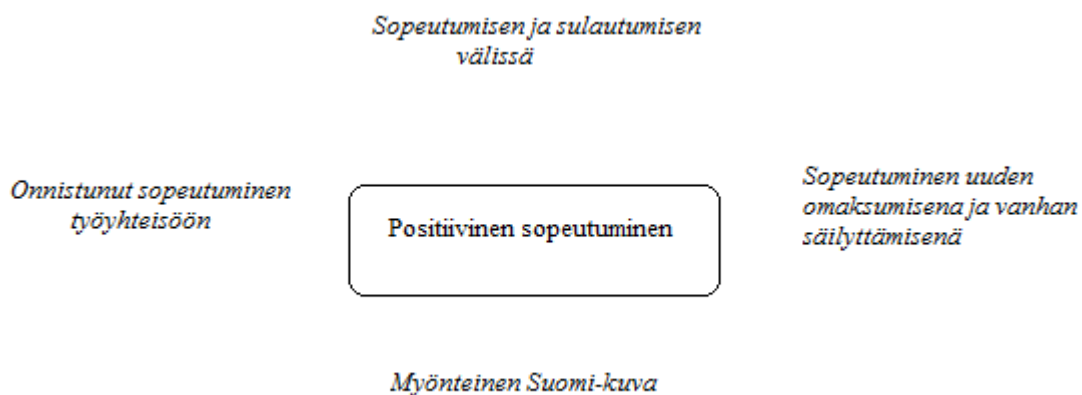 Sopeutumisen ja sulautumisen
välissä
Onnistunut sopeutuminen
työyhteisöön
Positiivinen sopeutuminen
Sopeutuminen uuden
omaksumisena ja vanhan
säilyttämisenä
Myönteinen Suomi-kuva